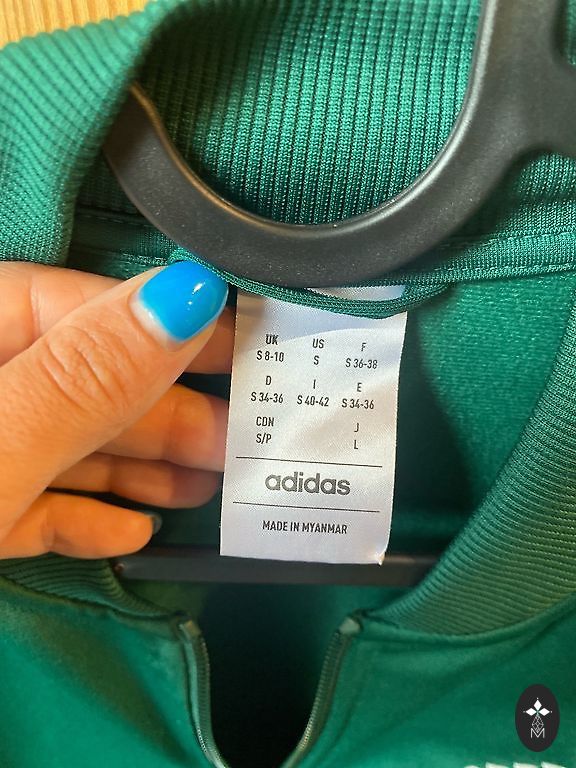 UK US F
S 8-10 S S 36-38
D I E
S 34-36 S 40-42 S 34-36
CDN J
S/P L
adidas
MADE IN MYANMAR
M